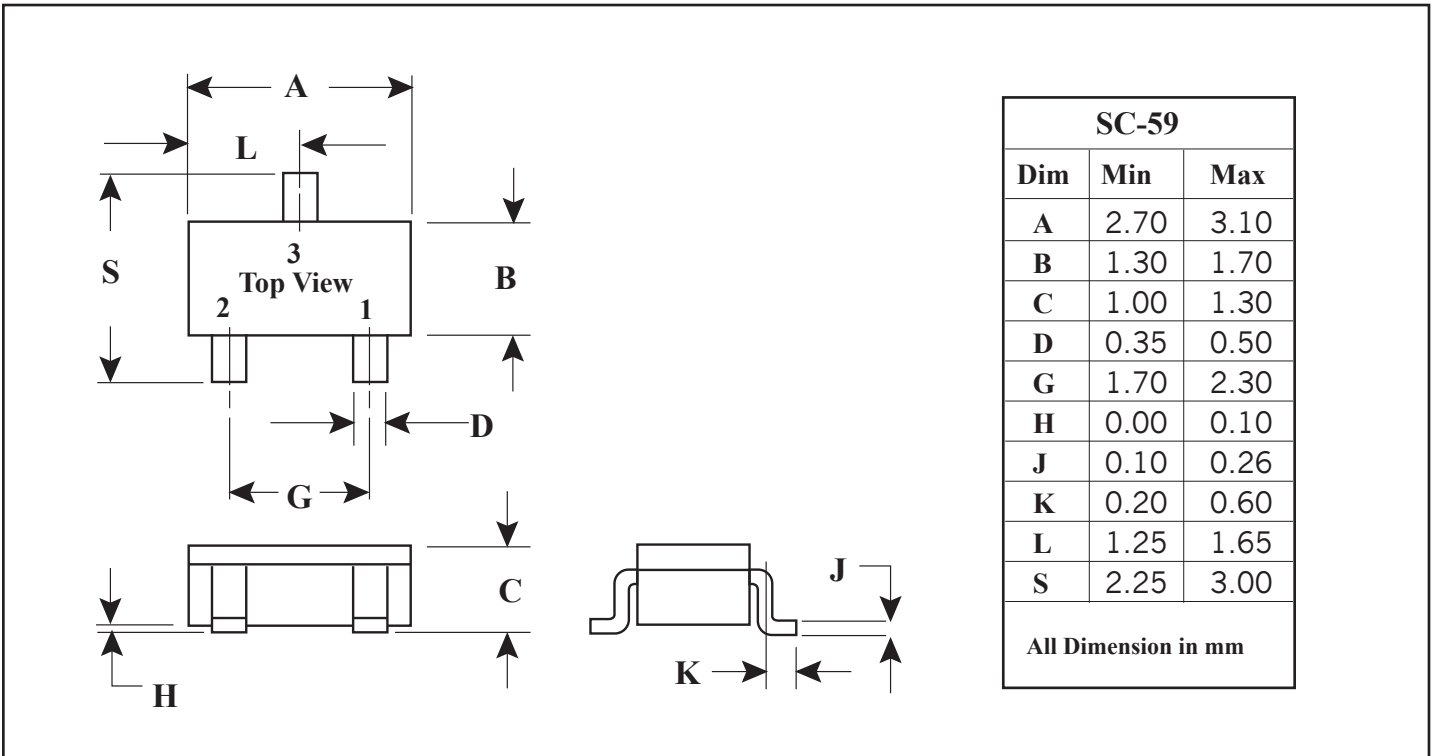 A
L
S
3
Top View
B
2 1
D
G
C
H
J
K
SC-59
Dim Min Max
A 2.70 3.10
B 1.30 1.70
C 1.00 1.30
D 0.35 0.50
G 1.70 2.30
H 0.00 0.10
J 0.10 0.26
K 0.20 0.60
L 1.25 1.65
S 2.25 3.00
All Dimension in mm